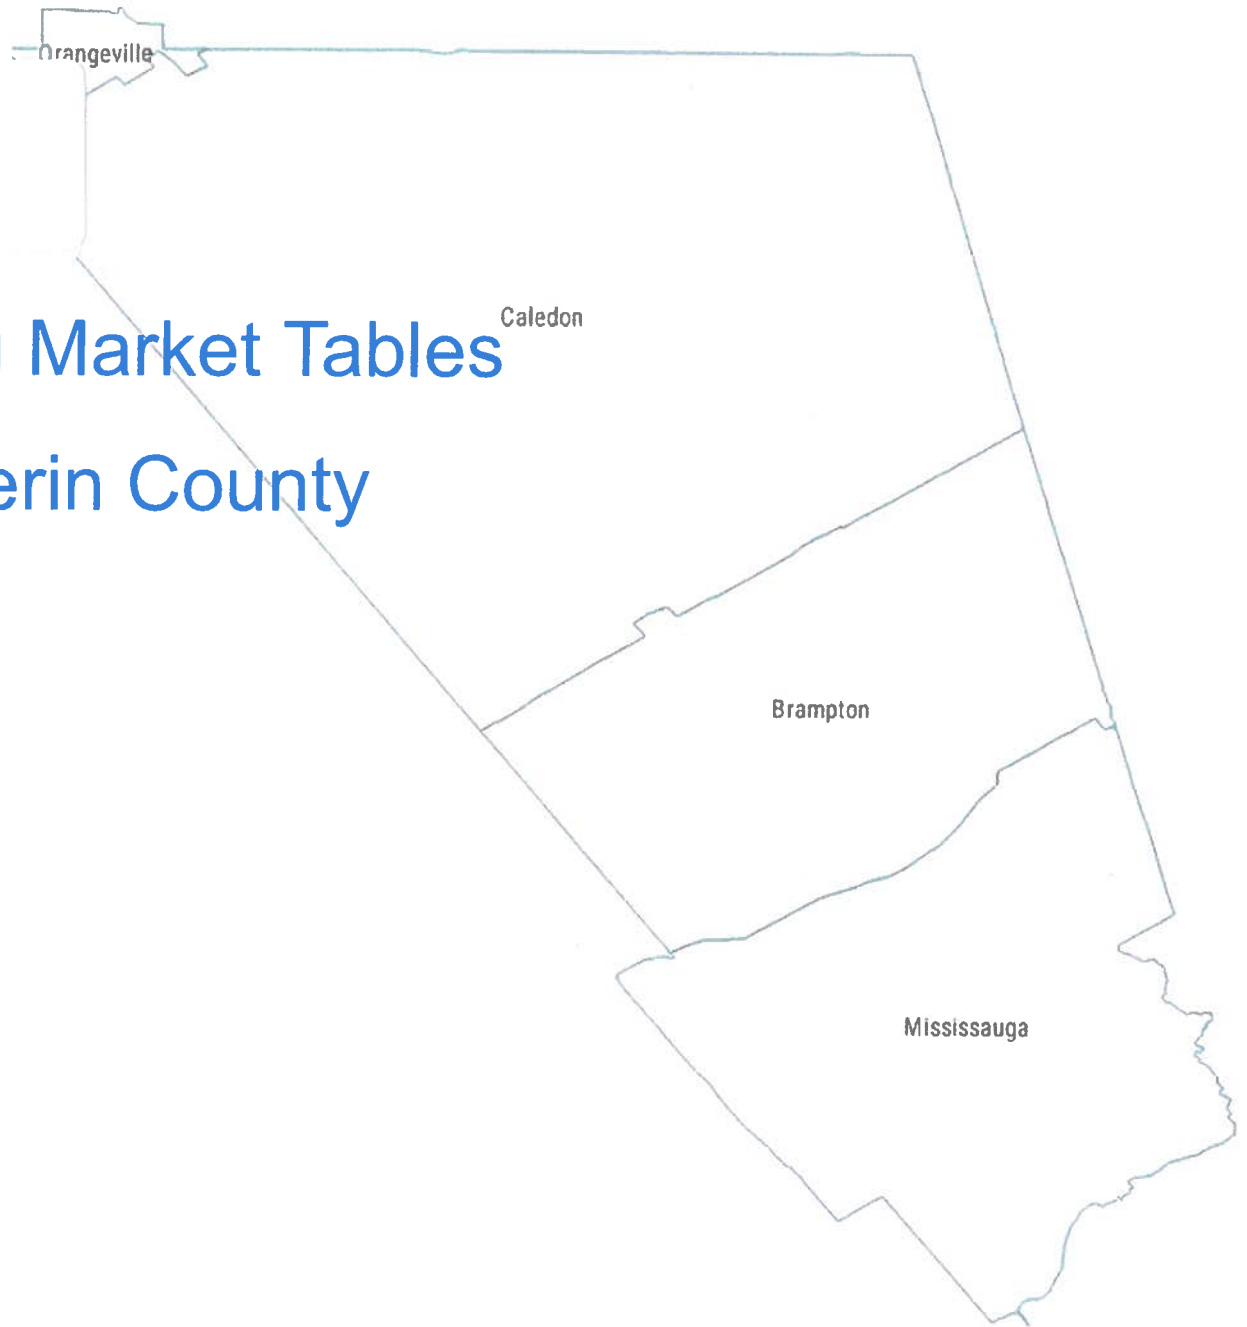 Orangeville
Caledon
Market Tables
erin County
Brampton
Mississauga